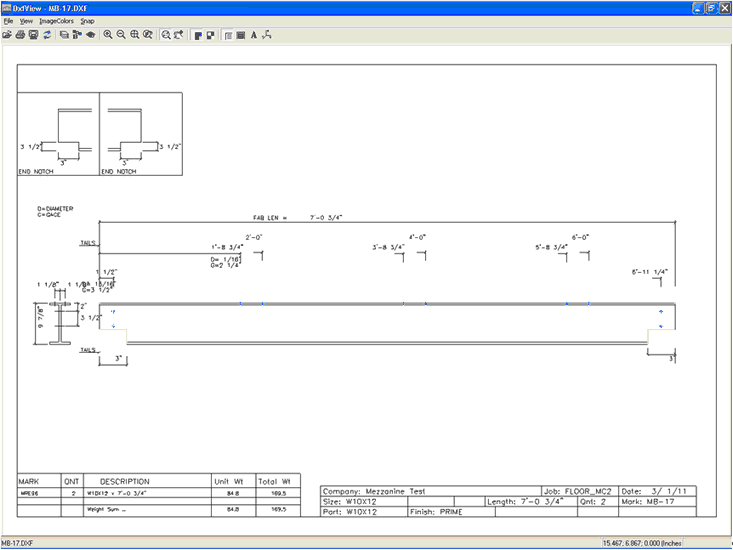 DxfView - MB-17.DXF
File View ImageColors Snap
3 1/2" 3 1/2"
3" 3"
END NOTCH END NOTCH
D=DIAMETER
G=GAGE
FAB LEN = 7'-0 3/4"
2'-0" 4'-0" 6'-0"
TAILS
1'-8 3/4" 3'-8 3/4" 5'-8 3/4"
D= 1/16
G=2 1/4"
1 1/2" 6'-11 1/4"
1 1/8" 1 1/8"
G=3 1/2"
2"
3 1/2"
9 7/8"
TAILS
3" 3"
MARK QNT DESCRIPTION Unit Wt Total Wt
2 W10X12 x 7'-0 3/4" 84.8 169.5
Weight Sum .. 84.8 169.5
Company: Mezzanine Test Job: FLOOR_MC2 Date: 3/ 1/11
Size: W10X12 Length: 7'-0 3/4" Qnt: 2 Mark: MB-17
Part: W10X12 Finish: PRIME
MB-17.DXF 15.467; 6.867; 0.000 (Inches